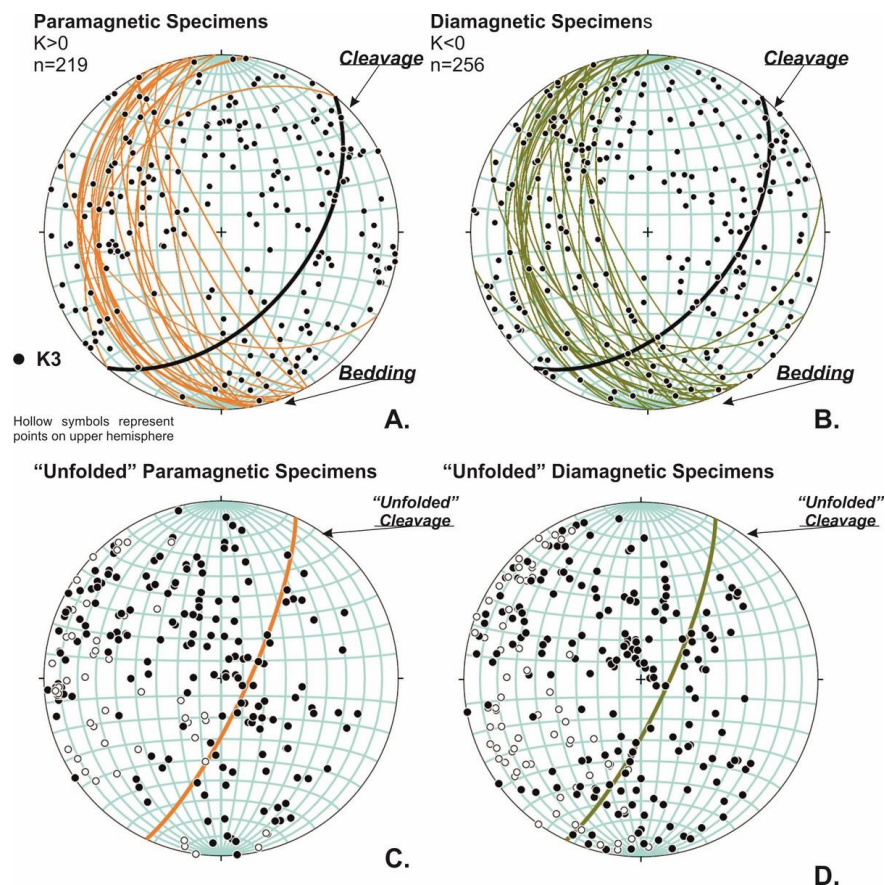 Paramagnetic Specimens
K>0
n=219
Cleavage
Diamagnetic Specimens
K<0
n=256
Cleavage
K3
Bedding
A.
Bedding
B.
Hollow symbols represent
points on upper hemisphere
“Unfolded” Paramagnetic Specimens
“Unfolded”
Cleavage
C.
“Unfolded” Diamagnetic Specimens
“Unfolded”
Cleavage
D.